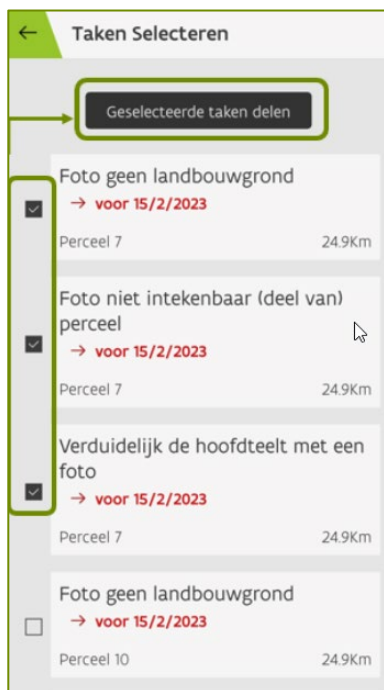 Taken Selecteren
Geselecteerde taken delen
Foto geen landbouwgrond
→ voor 15/2/2023
Perceel 7 24.9Km
Foto niet intekenbaar (deel van)
perceel
→ voor 15/2/2023
Perceel 7 24.9Km
Verduidelijk de hoofdteelt met een
foto
→ voor 15/2/2023
Perceel 7 24.9Km
Foto geen landbouwgrond
→ voor 15/2/2023
Perceel 10 24.9Km